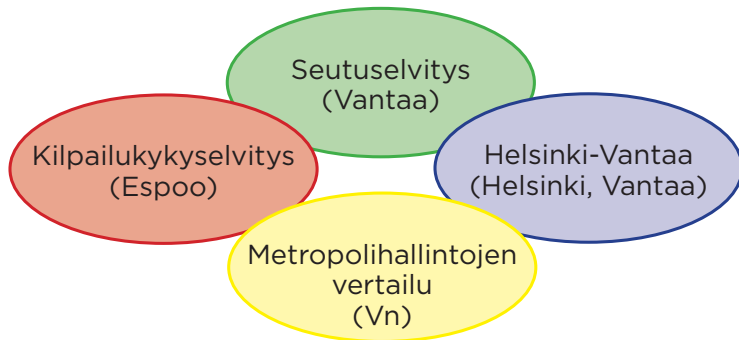 Seutuselvitys
(Vantaa)
Kilpailukykyselvitys
(Espoo)
Helsinki-Vantaa
(Helsinki, Vantaa)
Metropolihallintojen
vertailu
(Vn)